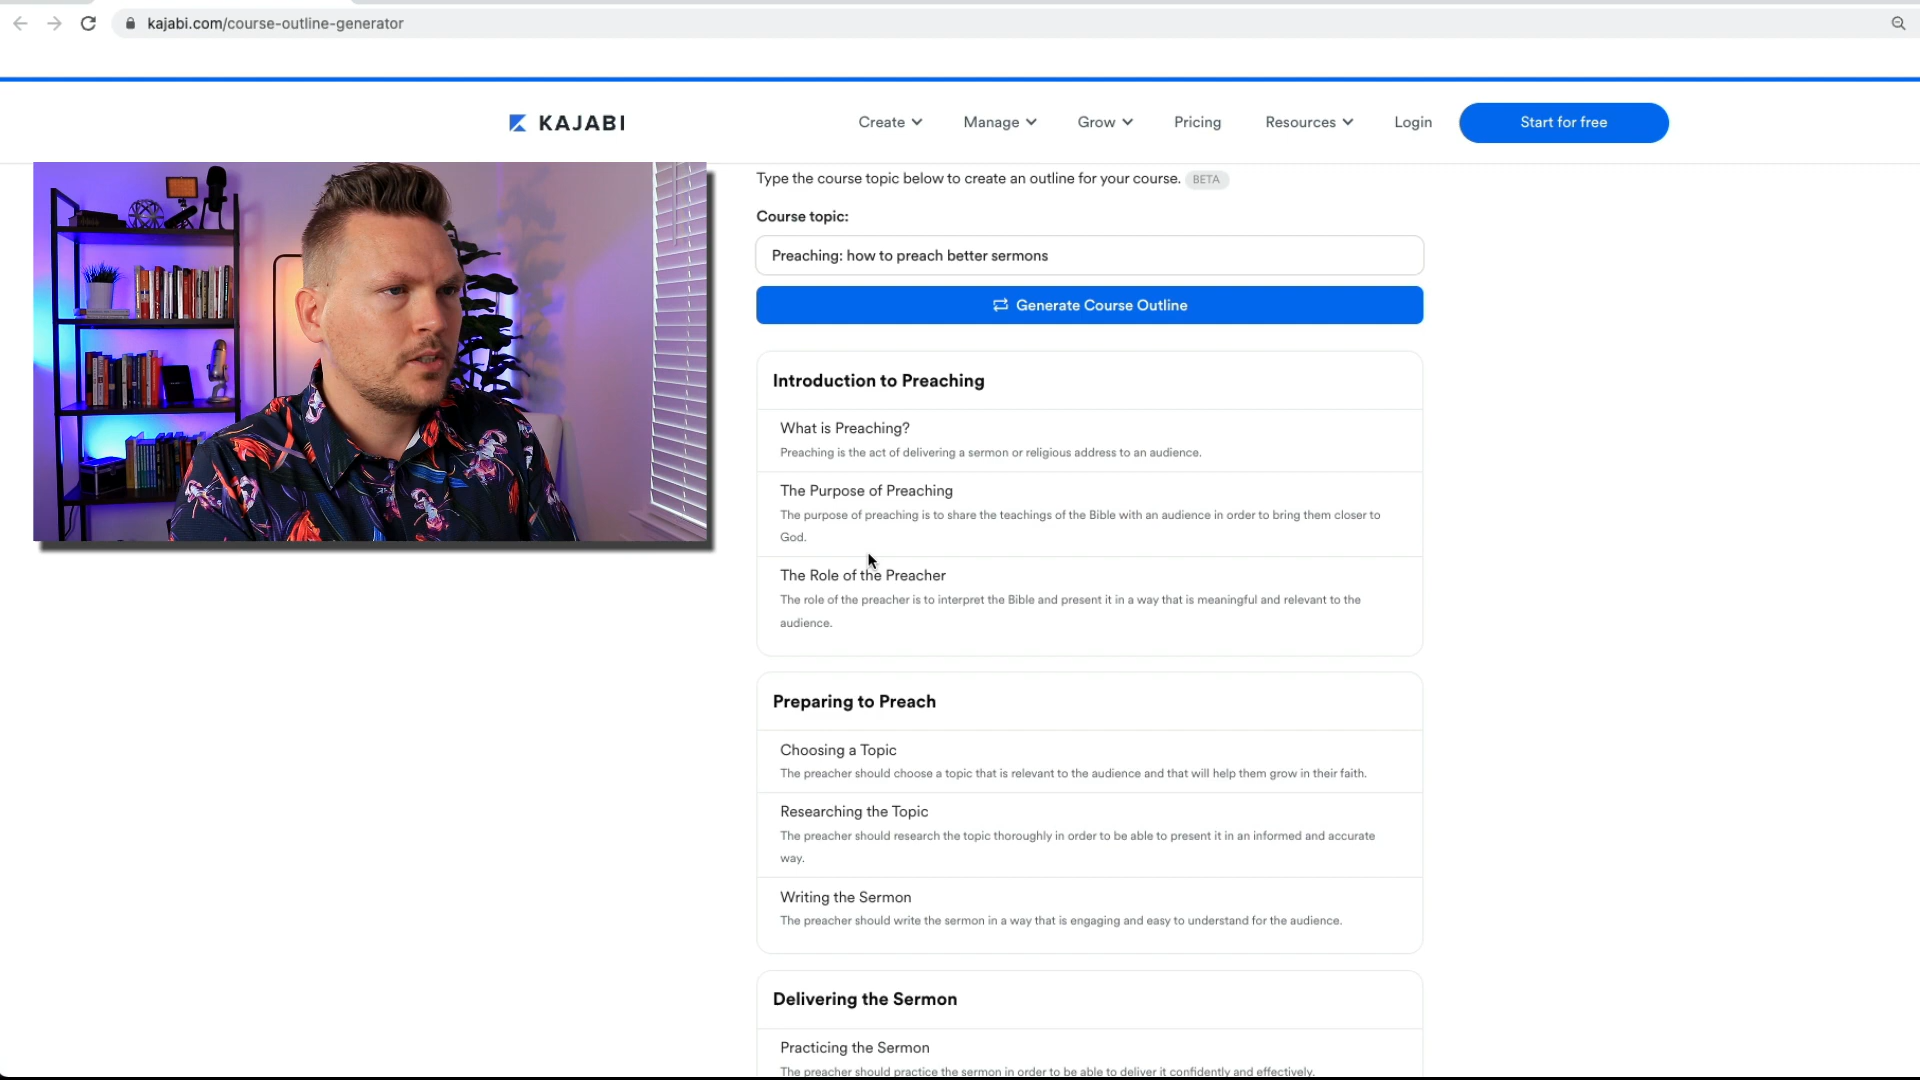 kajabi.com/course-outline-generator
KAJABI
Create
Manage
Grow
Pricing
Resources
Login
Start for free
Type the course topic below to create an outline for your course. BETA
Course topic:
Preaching: how to preach better sermons
Generate Course Outline
Introduction to Preaching
What is Preaching?
Preaching is the act of delivering a sermon or religious address to an audience.
The Purpose of Preaching
The purpose of preaching is to share the teachings of the Bible with an audience in order to bring them closer to
God.
The Role of the Preacher
The role of the preacher is to interpret the Bible and present it in a way that is meaningful and relevant to the
audience.
Preparing to Preach
Choosing a Topic
The preacher should choose a topic that is relevant to the audience and that will help them grow in their faith.
Researching the Topic
The preacher should research the topic thoroughly in order to be able to present it in an informed and accurate
way.
Writing the Sermon
The preacher should write the sermon in a way that is engaging and easy to understand for the audience.
Delivering the Sermon
Practicing the Sermon
The preacher should practice the sermon in order to be able to deliver it confidently and effectively.